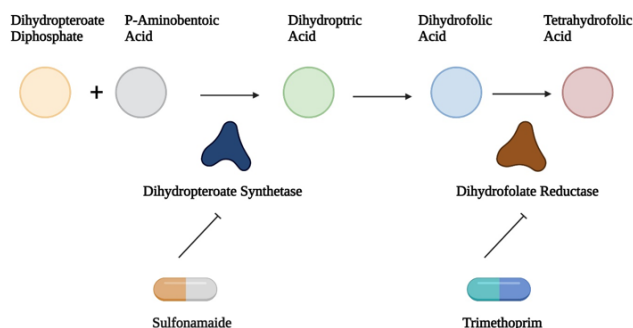 Dihydropteroate
Diphosphate
P-Aminobentoic
Acid
Dihydroptric
Acid
Dihydrofolic
Acid
Tetrahydrofolic
Acid
+
Dihydropteroate Synthetase
Dihydrofolate Reductase
Sulfonamaide
Trimethoprim